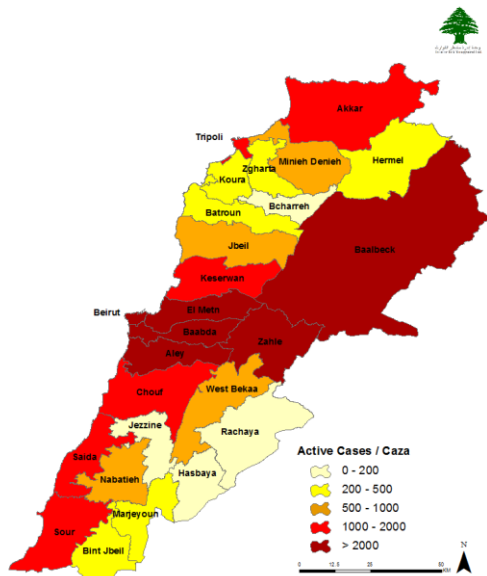 Akkar
Tripoli
Minieh Denieh
Hermel
Zgharta
Koura
Bcharreh
Batroun
Jbeil
Baalbeck
Keserwan
El Metn
Beirut
Baabda
Zahle
Aley
Chouf
West Bekaa
Jezzine
Rachaya
Saida
Hasbaya
Nabatieh
Marjeyoun
Sour
Bint Jbeil
Active Cases / Caza
0 - 200
200 - 500
500 - 1000
1000 - 2000
> 2000
0 12.5 25 50
KM
N